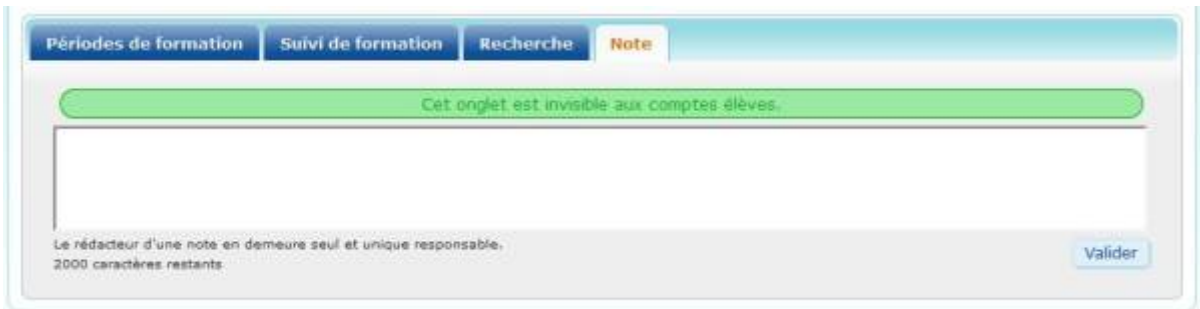 Périodes de formation Suivi de formation Recherche Note
Cet onglet est invisible aux comptes élèves.
Le rédacteur d'une note en demeure seul et unique responsable.
2000 caractères restants
Valider